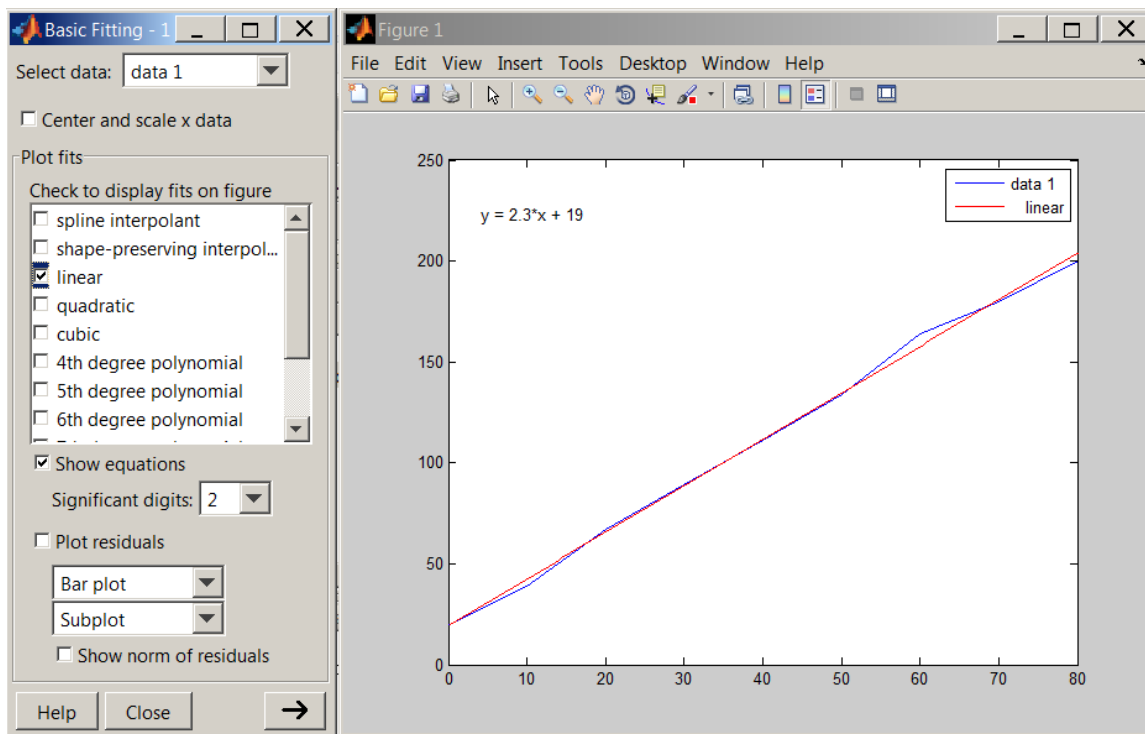 Basic Fitting - 1
Select data: data 1
Center and scale x data
Plot fits
Check to display fits on figure
spline interpolant
shape-preserving interpol...
linear
quadratic
cubic
4th degree polynomial
5th degree polynomial
6th degree polynomial
Show equations
Significant digits: 2
Plot residuals
Bar plot
Subplot
Show norm of residuals
Help Close
Figure 1
File Edit View Insert Tools Desktop Window Help
250
data 1
linear
y = 2.3*x + 19
200
150
100
50
0
0 10 20 30 40 50 60 70 80